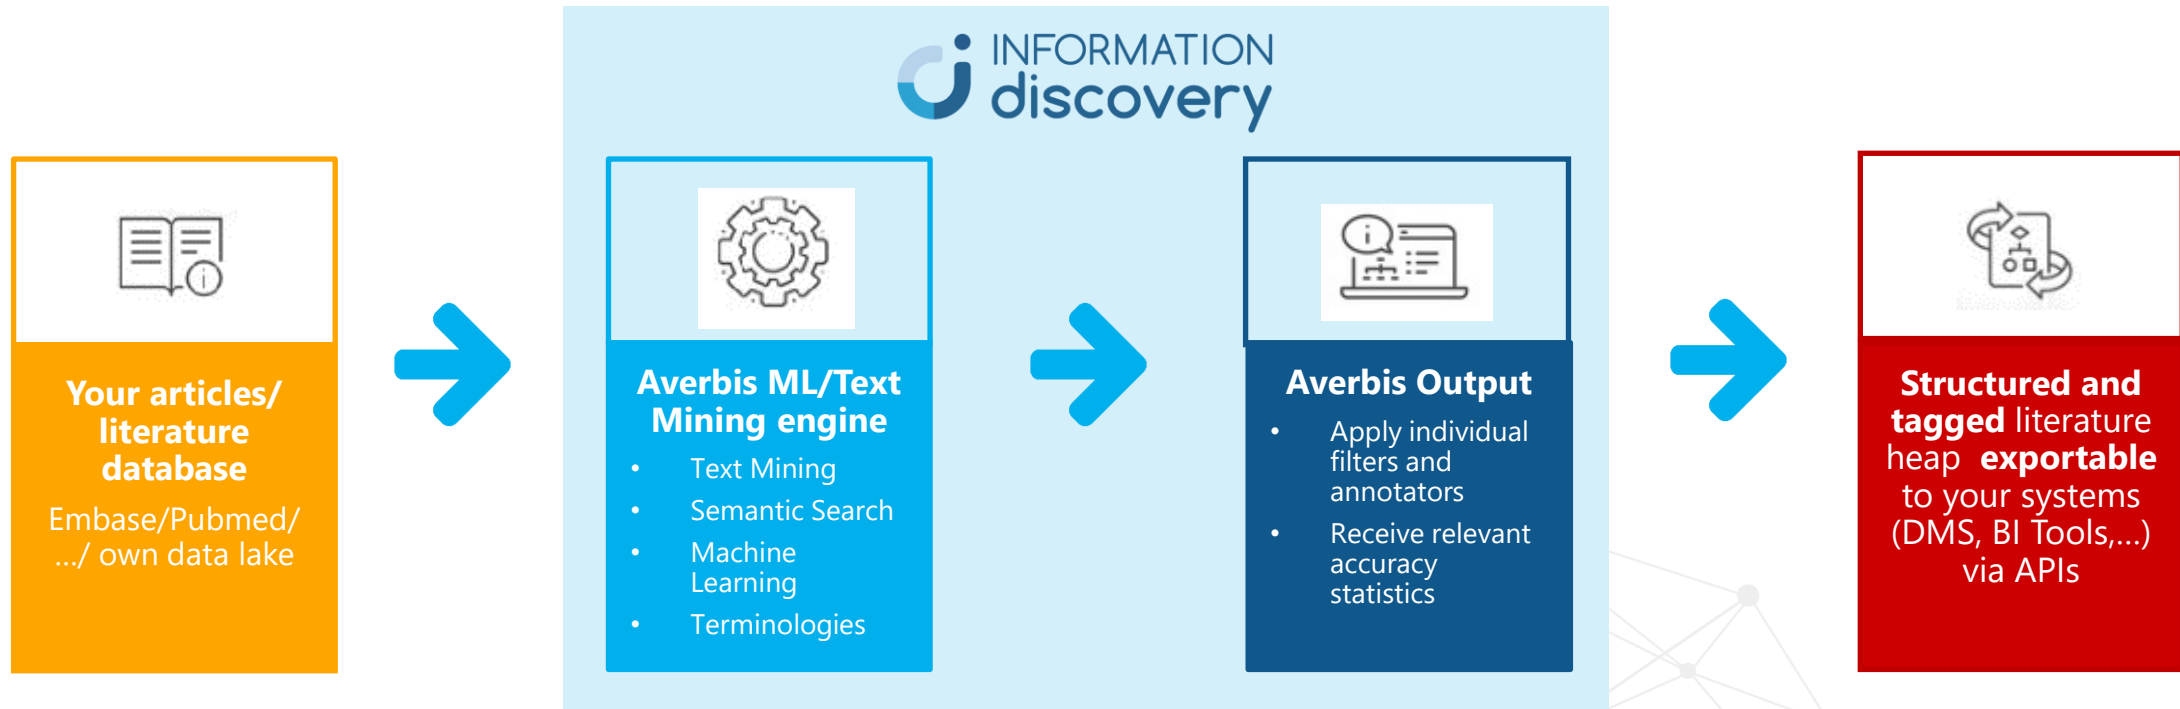 INFORMATION
discovery
Your articles/
literature
database
Embase/Pubmed/
.../ own data lake
Averbis ML/Text
Mining engine
• Text Mining
• Semantic Search
• Machine
Learning
• Terminologies
Averbis Output
• Apply individual
filters and
annotators
• Receive relevant
accuracy
statistics
Structured and
tagged literature
heap exportable
to your systems
(DMS, BI Tools,...)
via APIs